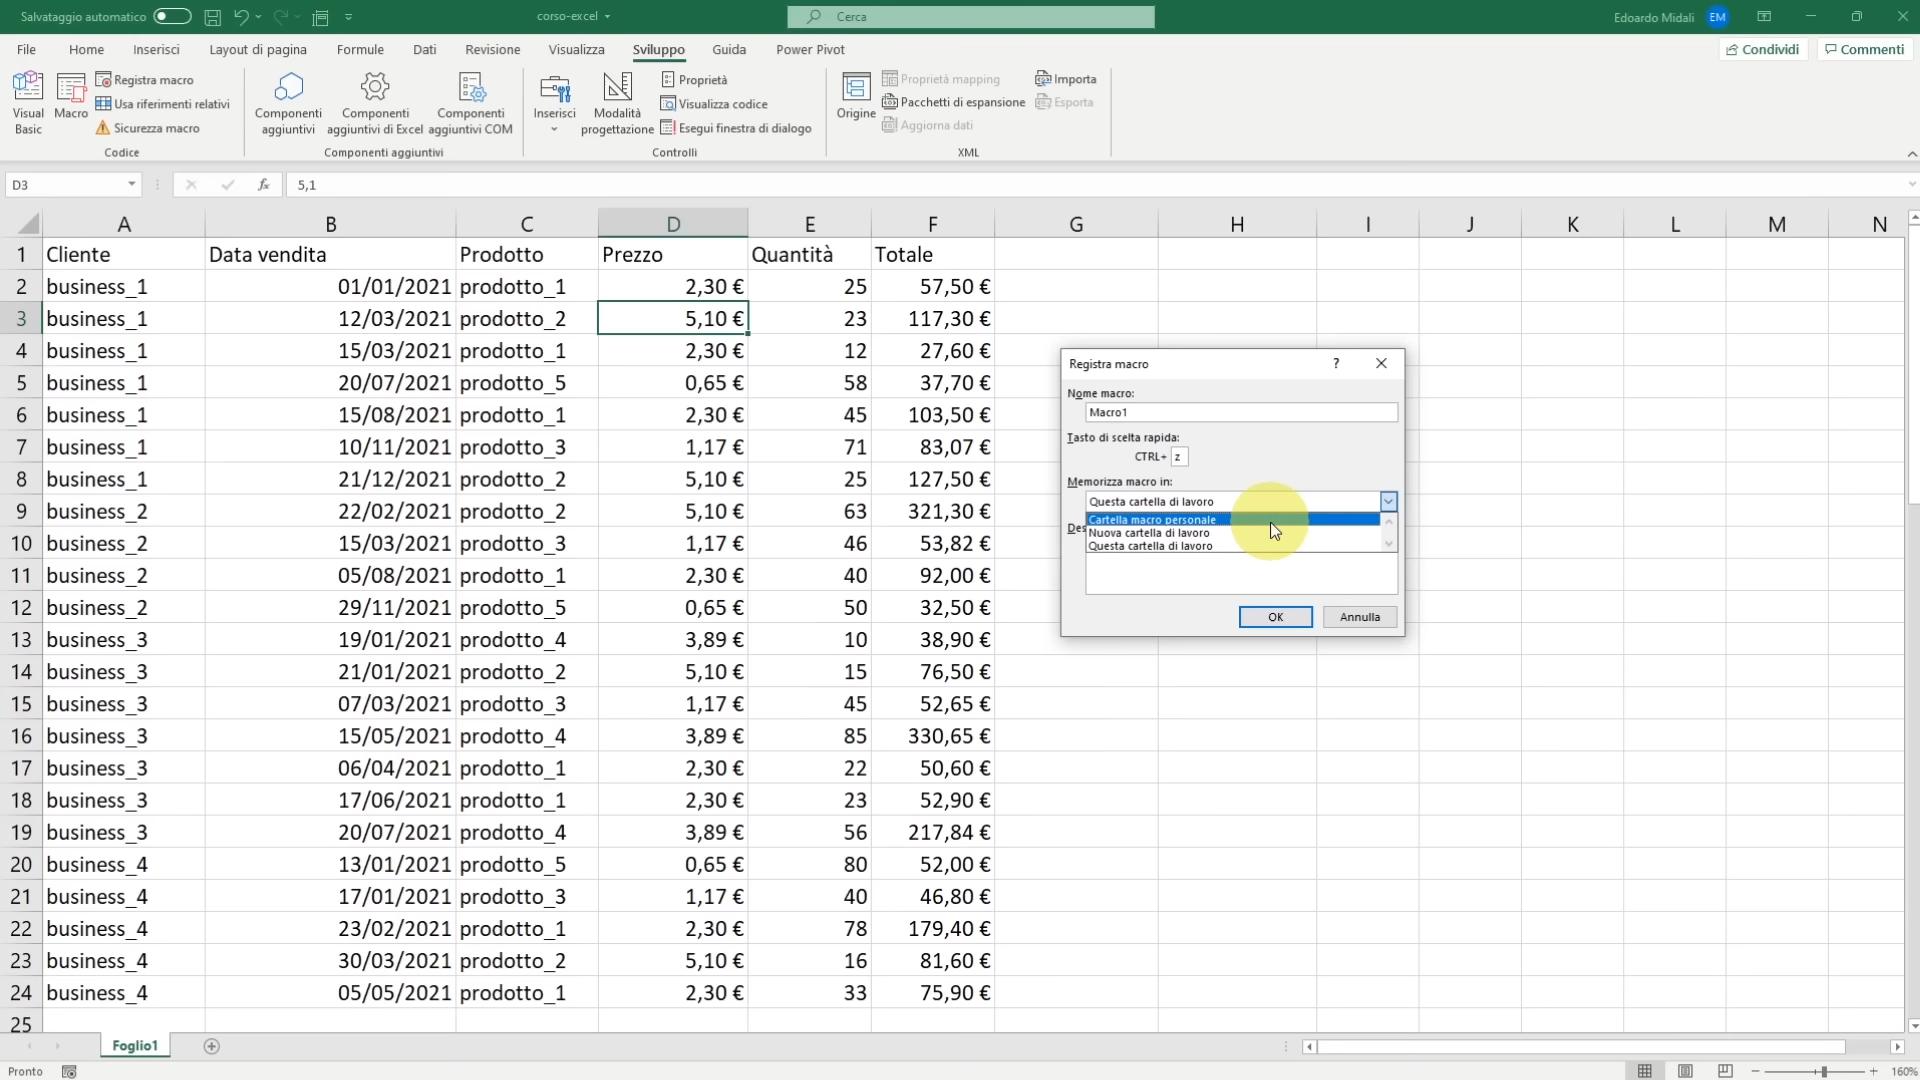 Salvataggio automatico
corso-excel
Cerca
Edoardo Midali
EM
File Home Inserisci Layout di pagina Formule Dati Revisione Visualizza Sviluppo Guida Power Pivot
Condividi Commenti
Visual Basic
Macro
Registra macro
Usa riferimenti relativi
Sicurezza macro
Codice
Componenti aggiuntivi
Componenti aggiuntivi di Excel
Componenti aggiuntivi COM
Componenti aggiuntivi
Inserisci
Modalità progettazione
Proprietà
Visualizza codice
Esegui finestra di dialogo
Controlli
Origine
Proprietà mapping
Pacchetti di espansione
Aggiorna dati
Importa
Esporta
XML
D3
fx
5,1
A B C D E F G H I J K L M N
1 Cliente Data vendita Prodotto Prezzo Quantità Totale
2 business_1 01/01/2021 prodotto_1 2,30 € 25 57,50 €
3 business_1 12/03/2021 prodotto_2 5,10 € 23 117,30 €
4 business_1 15/03/2021 prodotto_1 2,30 € 12 27,60 €
5 business_1 20/07/2021 prodotto_5 0,65 € 58 37,70 €
6 business_1 15/08/2021 prodotto_1 2,30 € 45 103,50 €
7 business_1 10/11/2021 prodotto_3 1,17 € 71 83,07 €
8 business_1 21/12/2021 prodotto_2 5,10 € 25 127,50 €
9 business_2 22/02/2021 prodotto_2 5,10 € 63 321,30 €
10 business_2 15/03/2021 prodotto_3 1,17 € 46 53,82 €
11 business_2 05/08/2021 prodotto_1 2,30 € 40 92,00 €
12 business_2 29/11/2021 prodotto_5 0,65 € 50 32,50 €
13 business_3 19/01/2021 prodotto_4 3,89 € 10 38,90 €
14 business_3 21/01/2021 prodotto_2 5,10 € 15 76,50 €
15 business_3 07/03/2021 prodotto_3 1,17 € 45 52,65 €
16 business_3 15/05/2021 prodotto_4 3,89 € 85 330,65 €
17 business_3 06/04/2021 prodotto_1 2,30 € 22 50,60 €
18 business_3 17/06/2021 prodotto_1 2,30 € 23 52,90 €
19 business_3 20/07/2021 prodotto_4 3,89 € 56 217,84 €
20 business_4 13/01/2021 prodotto_5 0,65 € 80 52,00 €
21 business_4 17/01/2021 prodotto_3 1,17 € 40 46,80 €
22 business_4 23/02/2021 prodotto_1 2,30 € 78 179,40 €
23 business_4 30/03/2021 prodotto_2 5,10 € 16 81,60 €
24 business_4 05/05/2021 prodotto_1 2,30 € 33 75,90 €
25
Registra macro ?
Nome macro:
Macro1
Tasto di scelta rapida:
CTRL+ z
Memorizza macro in:
Questa cartella di lavoro
Cartella macro personale
Des
Nuova cartella di lavoro
Questa cartella di lavoro
OK Annulla
Foglio1
Pronto
160%